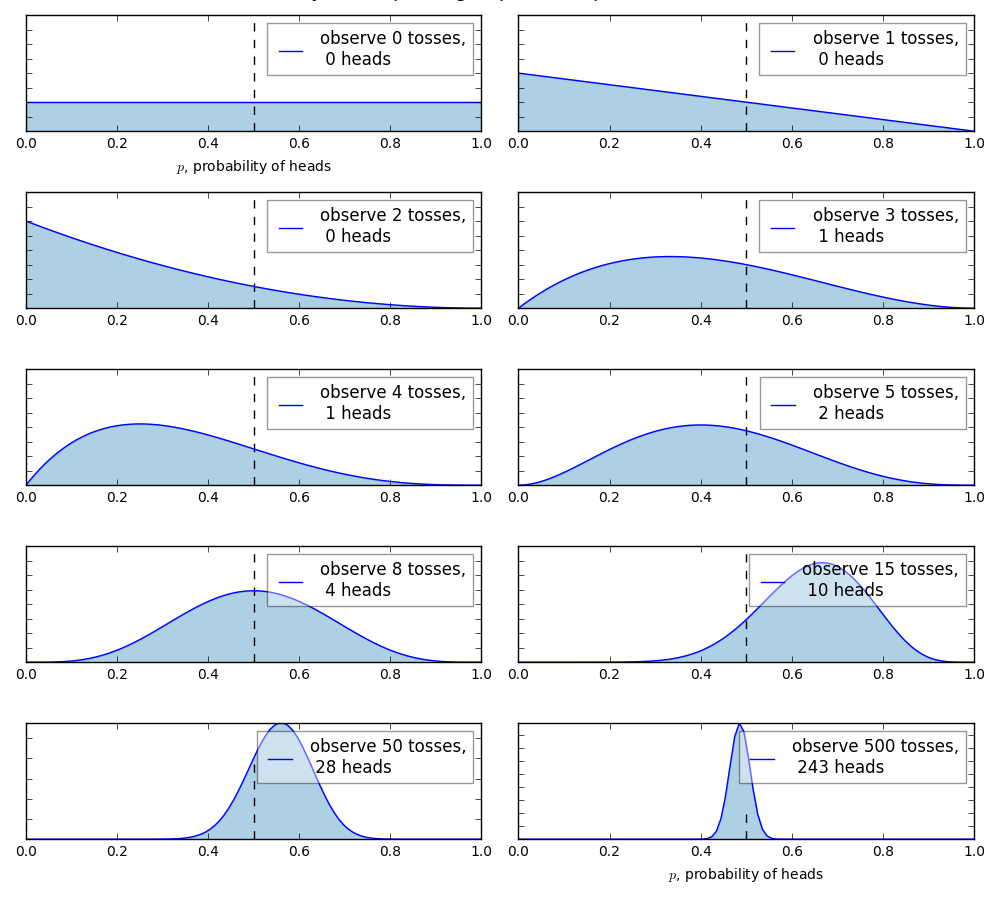 observe 0 tosses,
0 heads
0.0 0.2 0.4 0.6 0.8 1.0
p, probability of heads
observe 1 tosses,
0 heads
0.0 0.2 0.4 0.6 0.8 1.0
observe 2 tosses,
0 heads
0.0 0.2 0.4 0.6 0.8 1.0
observe 3 tosses,
1 heads
0.0 0.2 0.4 0.6 0.8 1.0
observe 4 tosses,
1 heads
0.0 0.2 0.4 0.6 0.8 1.0
observe 5 tosses,
2 heads
0.0 0.2 0.4 0.6 0.8 1.0
observe 8 tosses,
4 heads
0.0 0.2 0.4 0.6 0.8 1.0
observe 15 tosses,
10 heads
0.0 0.2 0.4 0.6 0.8 1.0
observe 50 tosses,
28 heads
0.0 0.2 0.4 0.6 0.8 1.0
observe 500 tosses,
243 heads
0.0 0.2 0.4 0.6 0.8 1.0
p, probability of heads